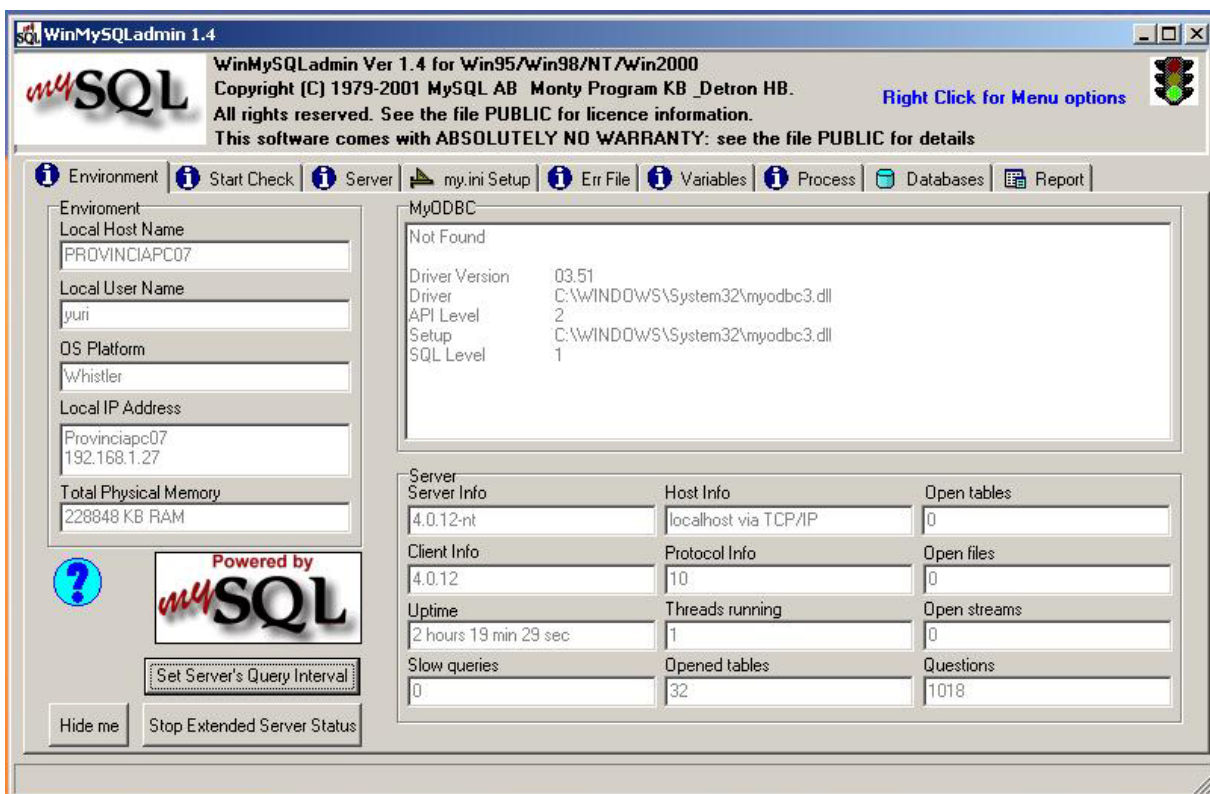 WinMySQLadmin 1.4
mySQL
WinMySQLadmin Ver 1.4 for Win95/Win98/NT/Win2000
Copyright (C) 1979-2001 MySQL AB Monty Program KB _Detron HB.
All rights reserved. See the file PUBLIC for licence information.
This software comes with ABSOLUTELY NO WARRANTY: see the file PUBLIC for details
Right Click for Menu options
Environment Start Check Server my.ini Setup Err File Variables Process Databases Report
Enviroment
Local Host Name
PROVINCIAPC07
Local User Name
yuri
OS Platform
Whistler
Local IP Address
Provinciapc07
192.168.1.27
Total Physical Memory
228848 KB RAM
Powered by
mySQL
Set Server's Query Interval
Hide me Stop Extended Server Status
MyODBC
Not Found
Driver Version 03.51
Driver C:\WINDOWS\System32\myodbc3.dll
API Level 2
Setup C:\WINDOWS\System32\myodbc3.dll
SQL Level 1
Server
Server Info Host Info Open tables
4.0.12-nt localhost via TCP/IP 0
Client Info Protocol Info Open files
4.0.12 10 0
Uptime Threads running Open streams
2 hours 19 min 29 sec 1 0
Slow queries Opened tables Questions
0 32 1018